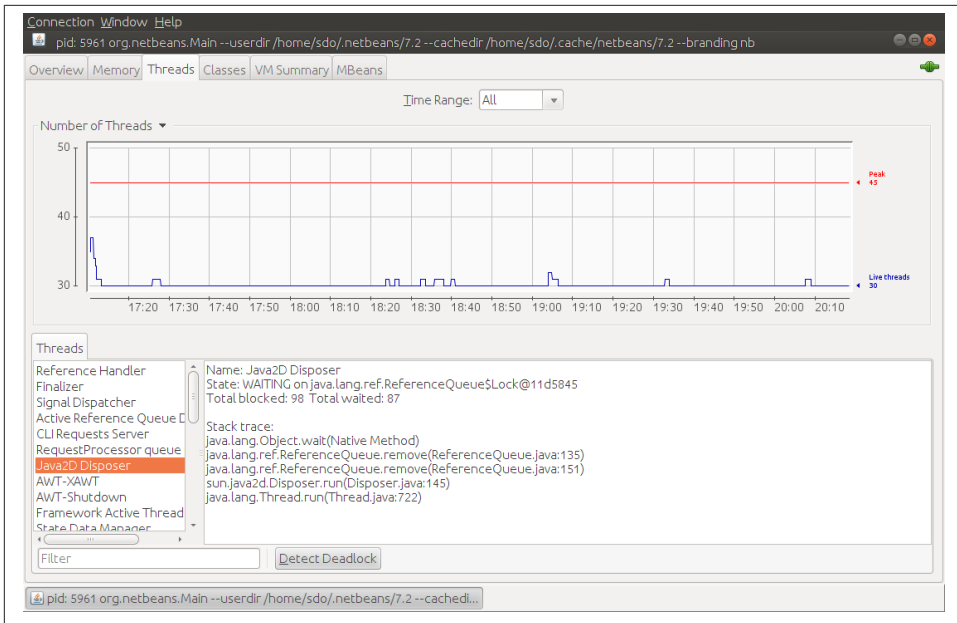 Connection Window Help
pid: 5961 org.netbeans.Main --userdir /home/sdo/.netbeans/7.2 --cachedir /home/sdo/.cache/netbeans/7.2 --branding nb
Overview Memory Threads Classes VM Summary MBeans
Time Range: All
Number of Threads
50
40
30
Peak
45
Live threads
30
17:20 17:30 17:40 17:50 18:00 18:10 18:20 18:30 18:40 18:50 19:00 19:10 19:20 19:30 19:40 19:50 20:00 20:10
Threads
Reference Handler
Finalizer
Signal Dispatcher
Active Reference Queue D
CLI Requests Server
RequestProcessor queue
Java2D Disposer
AWT-XAWT
AWT-Shutdown
Framework Active Thread
State Data Manager
Name: Java2D Disposer
State: WAITING on java.lang.ref.ReferenceQueue$Lock@11d5845
Total blocked: 98 Total waited: 87
Stack trace:
java.lang.Object.wait(Native Method)
java.lang.ref.ReferenceQueue.remove(ReferenceQueue.java:135)
java.lang.ref.ReferenceQueue.remove(ReferenceQueue.java:151)
sun.java2d.Disposer.run(Disposer.java:145)
java.lang.Thread.run(Thread.java:722)
Filter
Detect Deadlock
pid: 5961 org.netbeans.Main --userdir /home/sdo/.netbeans/7.2 --cachedi...